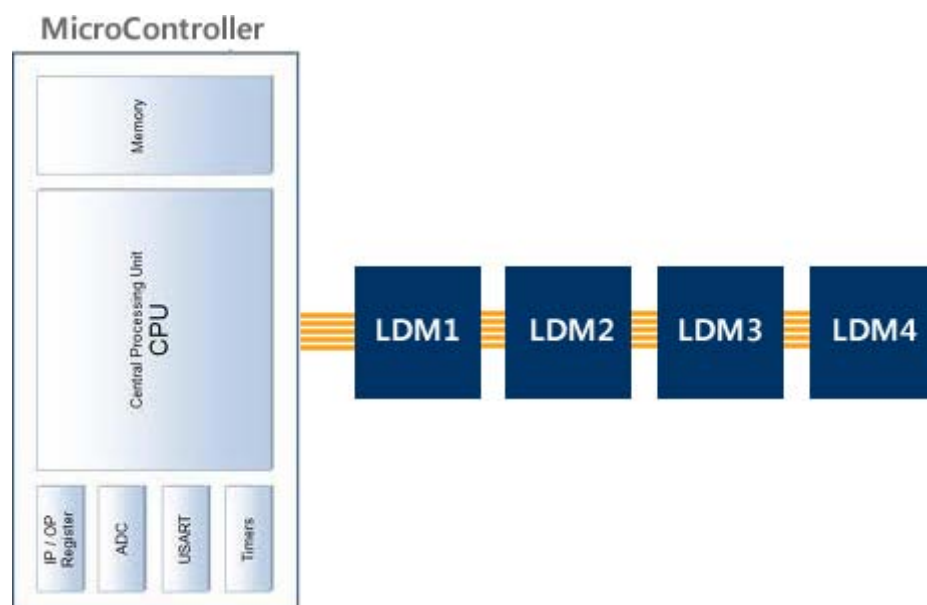 MicroController
Memory
Central Processing Unit
CPU
IP / OP
Register
ADC
USART
Timers
LDM1
LDM2
LDM3
LDM4